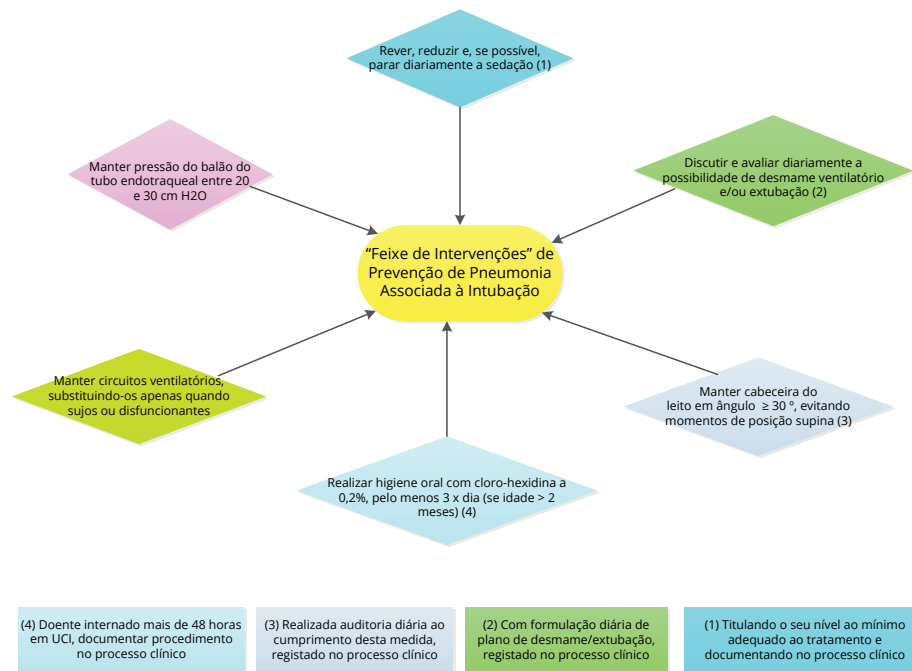 Rever, reduzir e, se possível,
parar diariamente a sedação (1)
Manter pressão do balão do
tubo endotraqueal entre 20
e 30 cm H2O
Discutir e avaliar diariamente a
possibilidade de desmame ventilatório
e/ou extubação (2)
“Feixe de Intervenções” de
Prevenção de Pneumonia
Associada à Intubação
Manter circuitos ventilatórios,
substituindo-os apenas quando
sujos ou disfuncionantes
Manter cabeceira do
leito em ângulo ≥ 30 º, evitando
momentos de posição supina (3)
Realizar higiene oral com cloro-hexidina a
0,2%, pelo menos 3 x dia (se idade > 2
meses) (4)
(4) Doente internado mais de 48 horas
em UCI, documentar procedimento
no processo clínico
(3) Realizada auditoria diária ao
cumprimento desta medida,
registado no processo clínico
(2) Com formulação diária de
plano de desmame/extubação,
registado no processo clínico
(1) Titulando o seu nível ao mínimo
adequado ao tratamento e
documentando no processo clínico